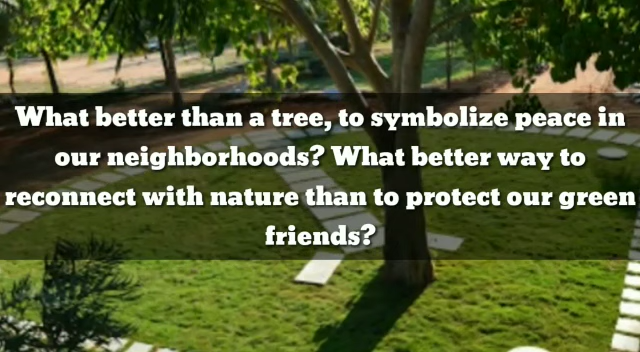 What better than a tree, to symbolize peace in
our neighborhoods? What better way to
reconnect with nature than to protect our green
friends?